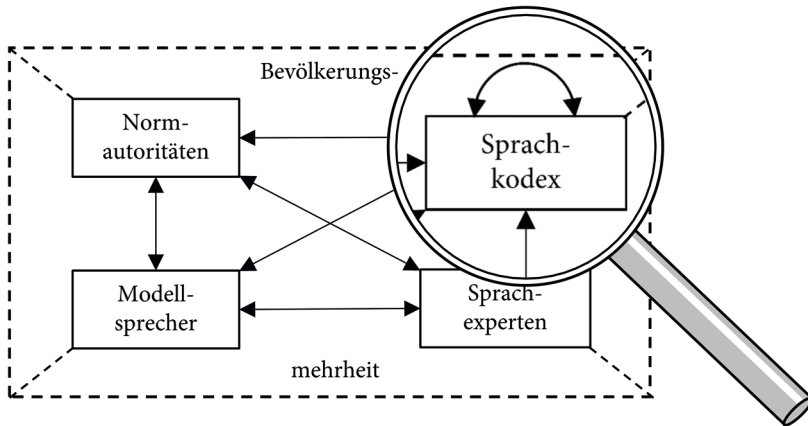 Bevölkerungs-
Norm-
autoritäten
Sprach-
kodex
Modell-
sprecher
Sprach-
experten
mehrheit